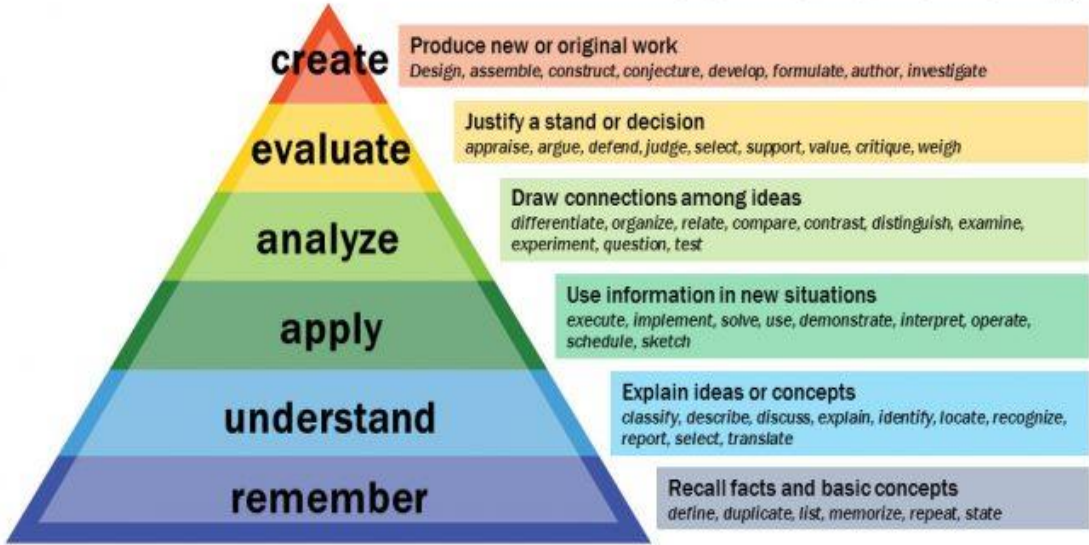 create
Produce new or original work
Design, assemble, construct, conjecture, develop, formulate, author, investigate
evaluate
Justify a stand or decision
appraise, argue, defend, judge, select, support, value, critique, weigh
analyze
Draw connections among ideas
differentiate, organize, relate, compare, contrast, distinguish, examine,
experiment, question, test
apply
Use information in new situations
execute, implement, solve, use, demonstrate, interpret, operate,
schedule, sketch
understand
Explain ideas or concepts
classify, describe, discuss, explain, identify, locate, recognize,
report, select, translate
remember
Recall facts and basic concepts
define, duplicate, list, memorize, repeat, state